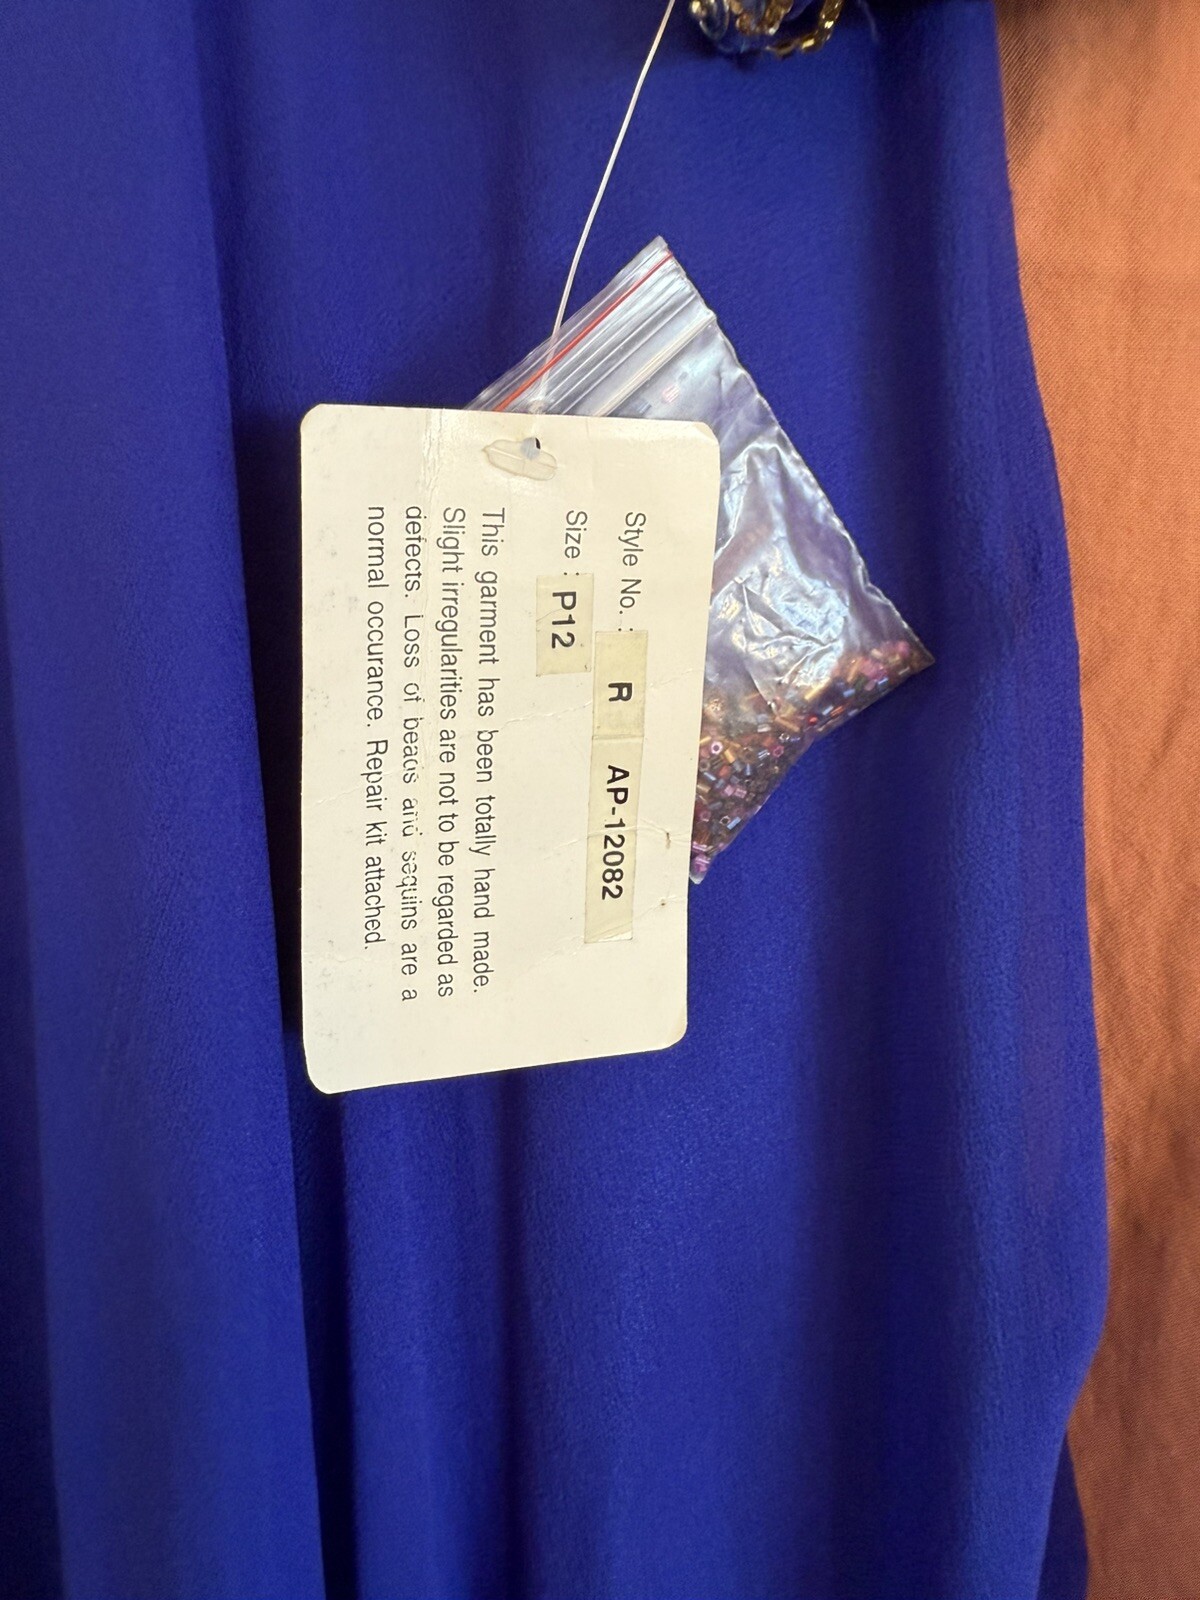 Style No. : R AP-12082
Size : P12
This garment has been totally hand made.
Slight irregularities are not to be regarded as
defects. Loss of beads and sequins are a
normal occurance. Repair kit attached.